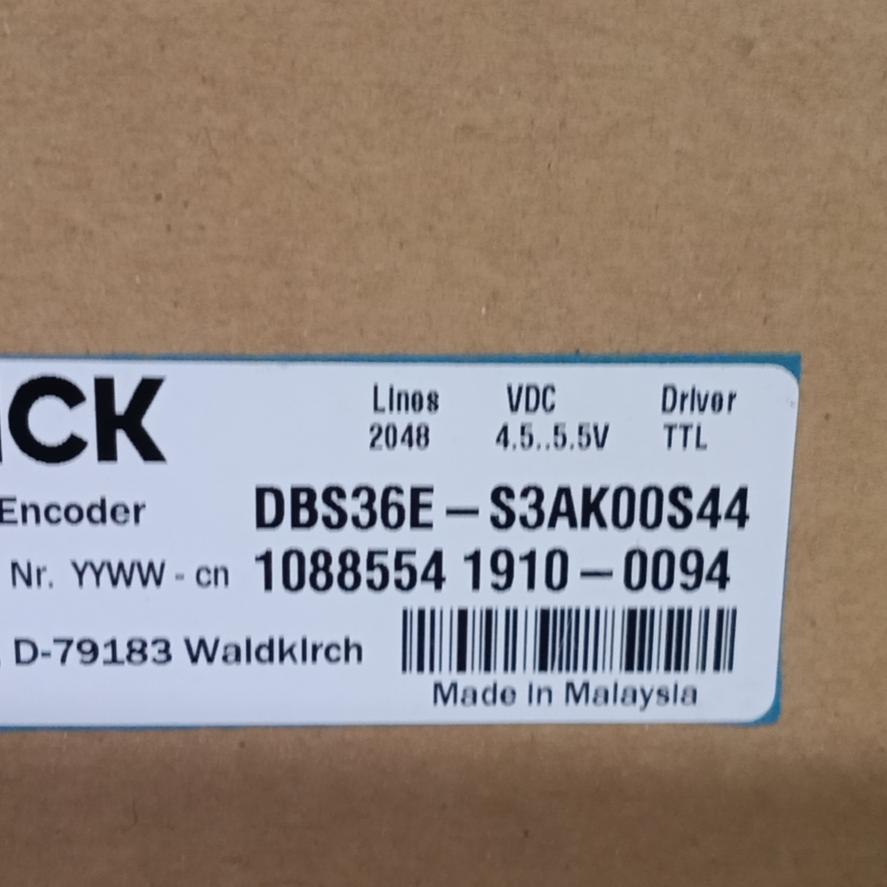 ICK
Lines VDC Driver
2048 4.5..5.5V TTL
Encoder DBS36E-S3AK00S44
Nr. YYWW - cn 1088554 1910-0094
, D-79183 Waldkirch
Made in Malaysia